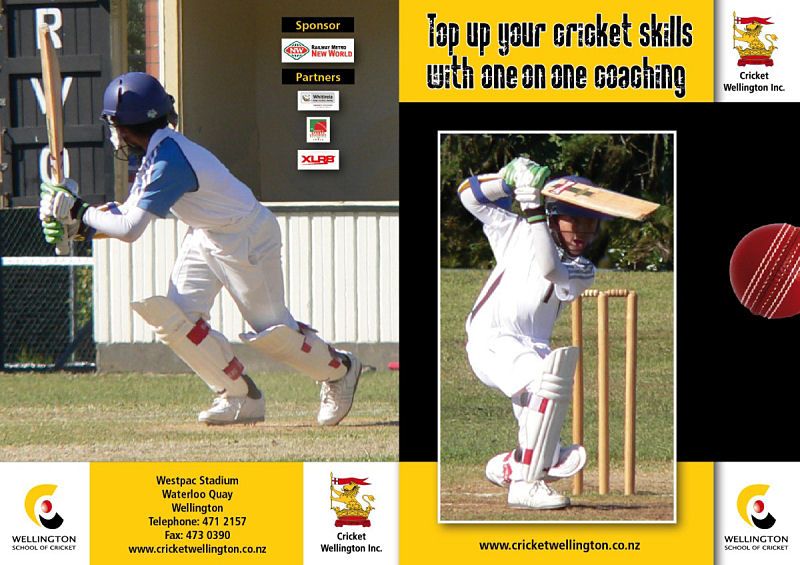 R
Y
O
Sponsor
RAILWAY METRO
NEW WORLD
Partners
Whitireia
XLRB
Westpac Stadium
Waterloo Quay
Wellington
Telephone: 471 2157
Fax: 473 0390
www.cricketwellington.co.nz
WELLINGTON
SCHOOL OF CRICKET
Cricket
Wellington Inc.
Top up your cricket skills
with one on one coaching
Cricket
Wellington Inc.
www.cricketwellington.co.nz
WELLINGTON
SCHOOL OF CRICKET